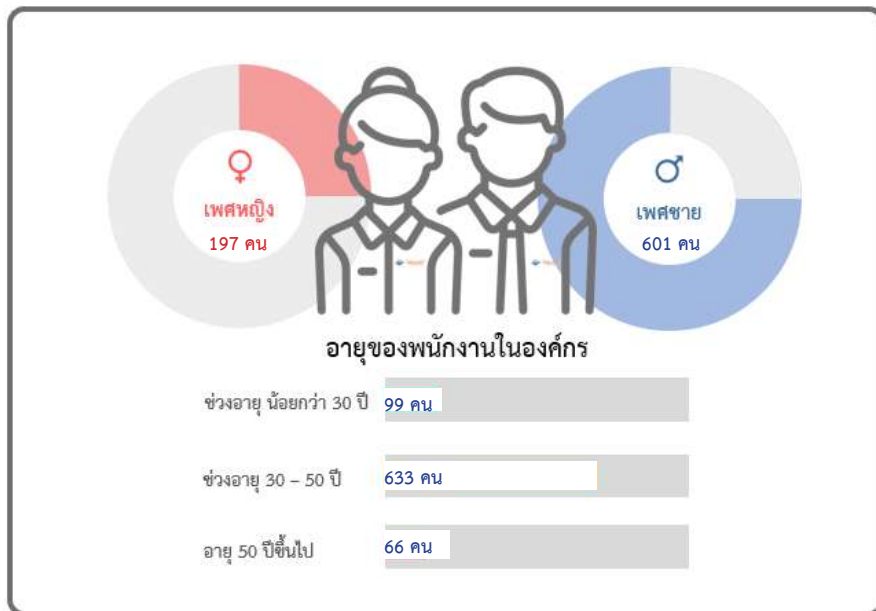 ♀
เพศหญิง
197 คน
♂
เพศชาย
601 คน
อายุของพนักงานในองค์กร
ช่วงอายุ น้อยกว่า 30 ปี 99 คน
ช่วงอายุ 30 – 50 ปี 633 คน
อายุ 50 ปีขึ้นไป 66 คน